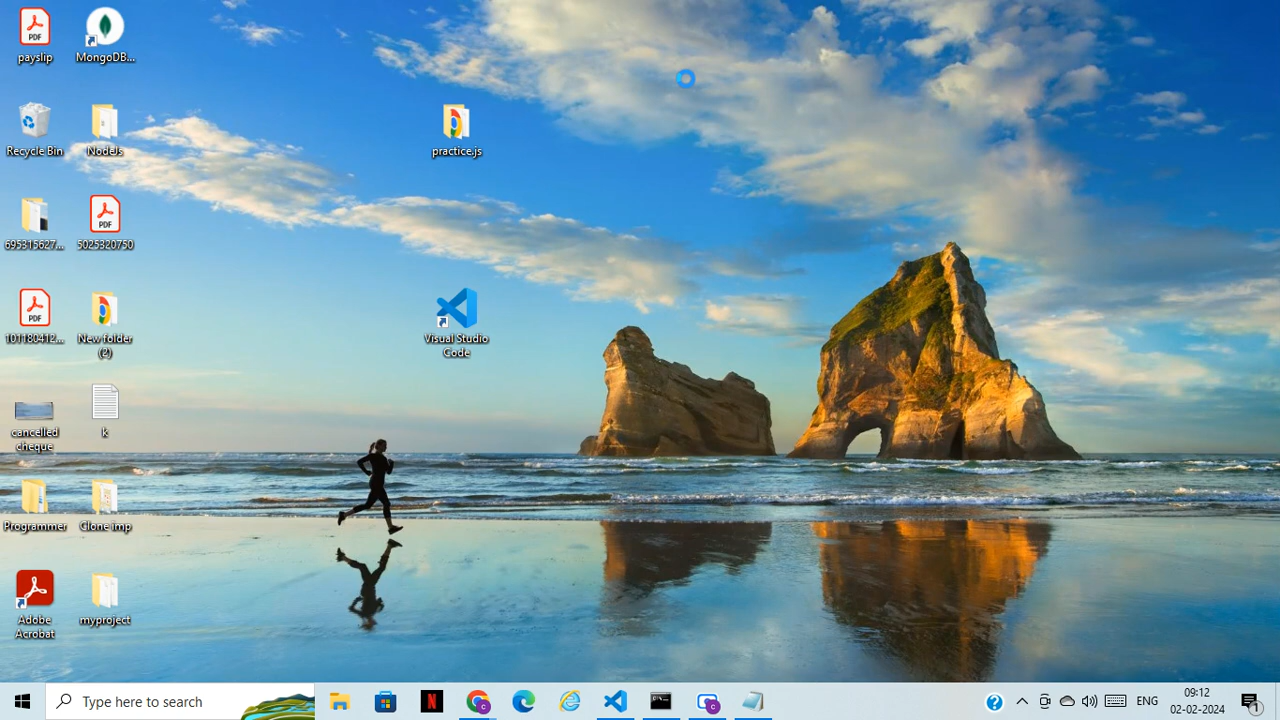 payslip
MongoDB...
Recycle Bin
NodeJs
practice.js
695315627...
5025320750
101180412...
New folder
(2)
Visual Studio
Code
cancelled
cheque
k
Programmer
Clone imp
Adobe
Acrobat
myproject
Type here to search
ENG
09:12
02-02-2024
1